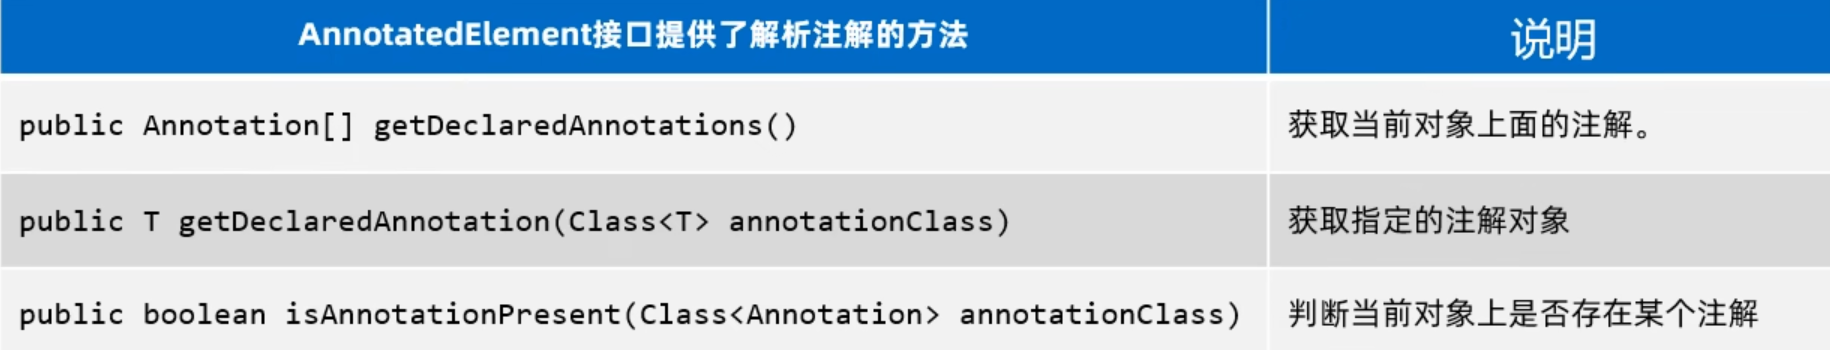 AnnotatedElement接口提供了解析注解的方法 说明
public Annotation[] getDeclaredAnnotations() 获取当前对象上面的注解。
public T getDeclaredAnnotation(Class<T> annotationClass) 获取指定的注解对象
public boolean isAnnotationPresent(Class<Annotation> annotationClass) 判断当前对象上是否存在某个注解